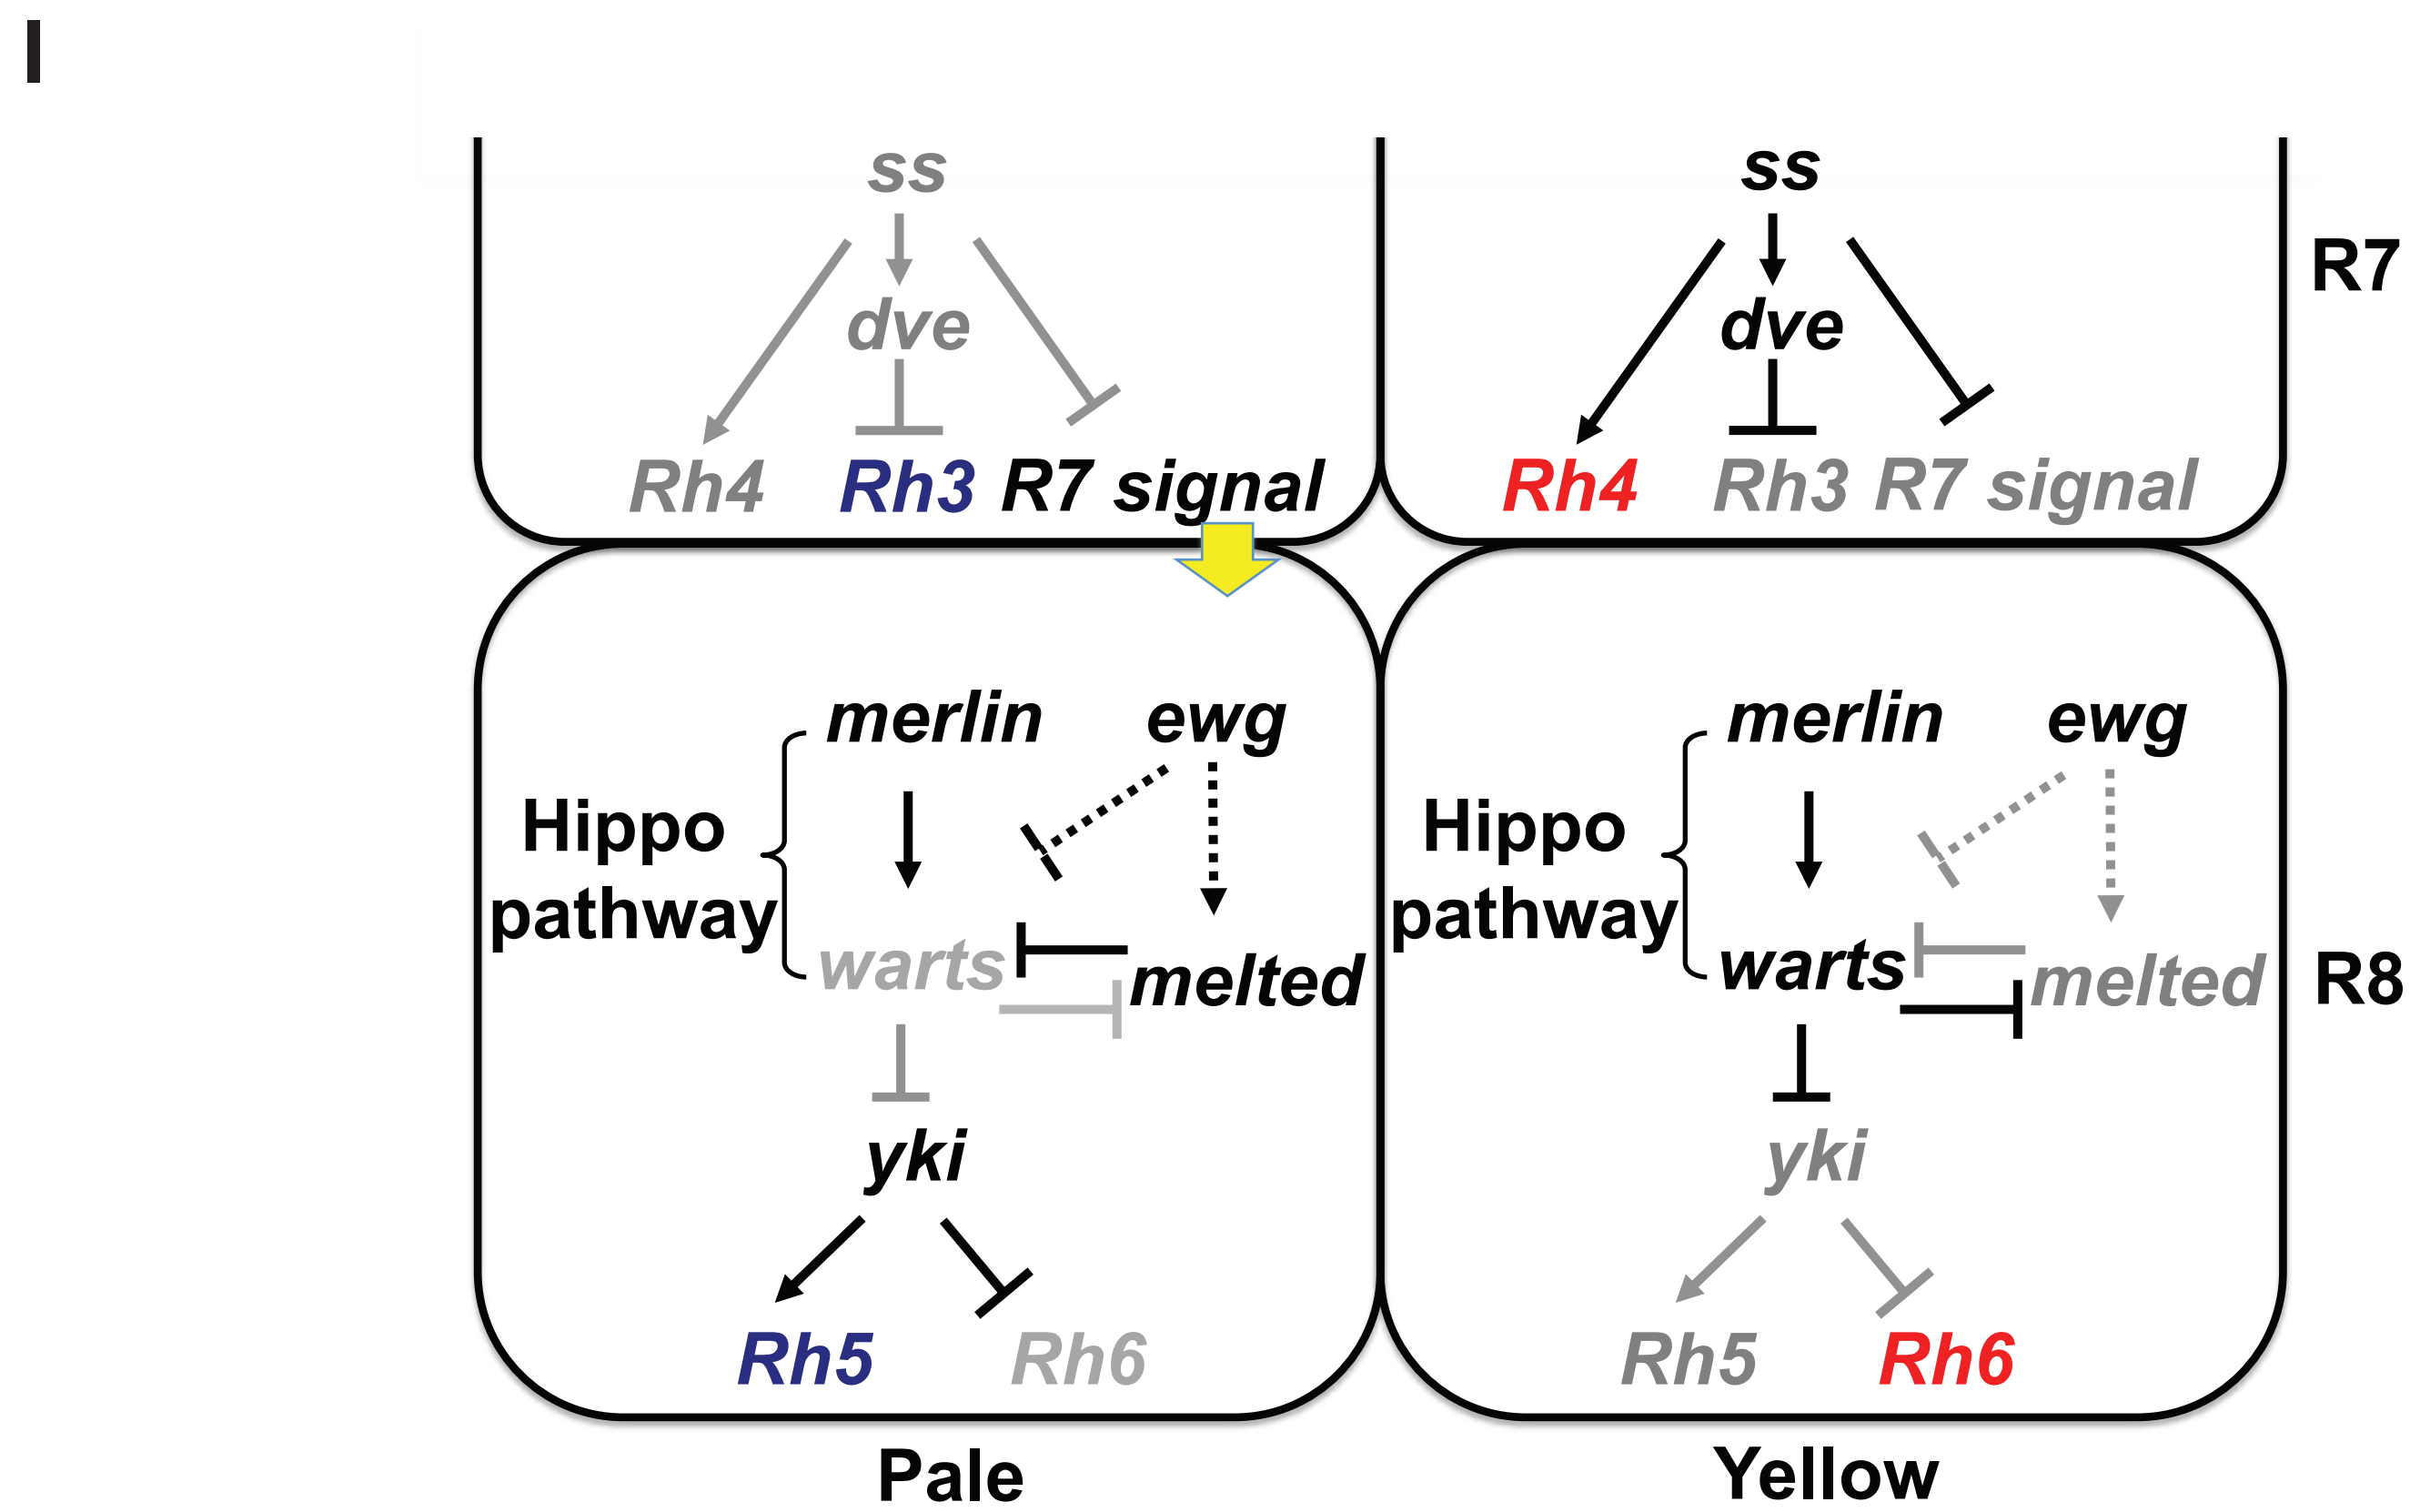 I
ss ss
dve dve
R7
Rh4 Rh3 R7 signal Rh4 Rh3 R7 signal
merlin ewg merlin ewg
Hippo Hippo
pathway pathway
warts melted warts melted
R8
yki yki
Rh5 Rh6 Rh5 Rh6
Pale Yellow